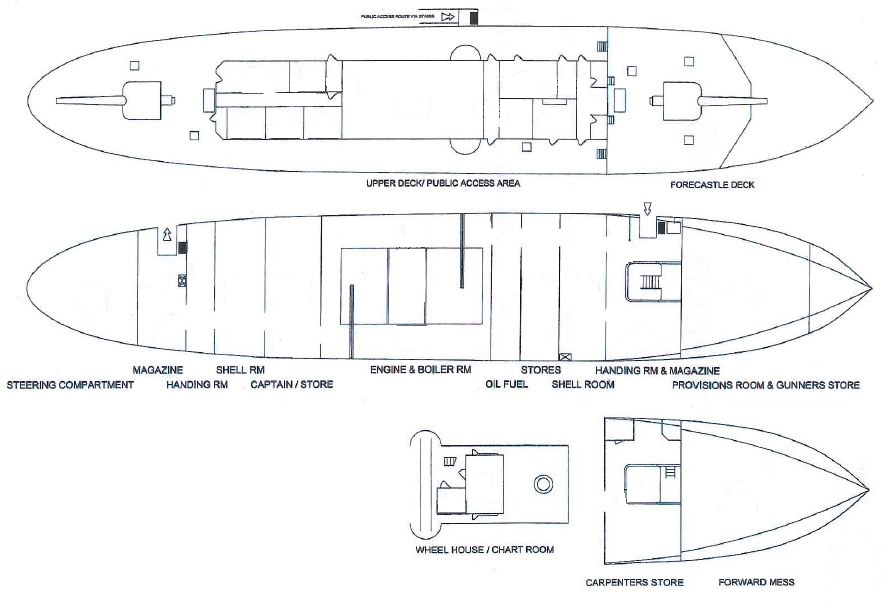 PUBLIC ACCESS ROUTE VIA STAIRS
UPPER DECK/ PUBLIC ACCESS AREA
FORECASTLE DECK
MAGAZINE
SHELL RM
ENGINE & BOILER RM
STORES
HANDING RM & MAGAZINE
STEERING COMPARTMENT
HANDING RM
CAPTAIN / STORE
OIL FUEL
SHELL ROOM
PROVISIONS ROOM & GUNNERS STORE
WHEEL HOUSE / CHART ROOM
CARPENTERS STORE
FORWARD MESS